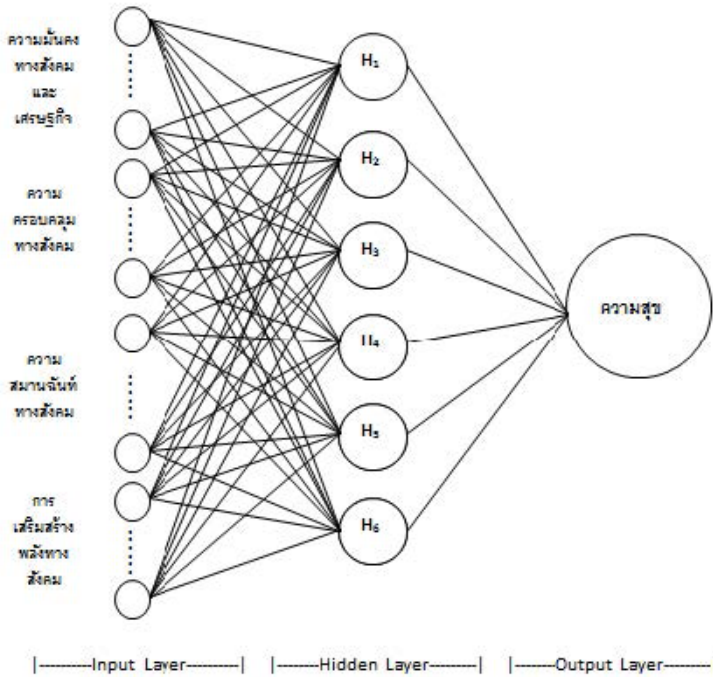 ความมั่นคง
ทางสังคม
และ
เศรษฐกิจ
ความ
ครอบคลุม
ทางสังคม
ความ
สมานฉันท์
ทางสังคม
การ
เสริมสร้าง
พลังทาง
สังคม
H1
H2
H3
H4
H5
H6
ความสุข
|---------Input Layer---------| |-------Hidden Layer-------| |-------Output Layer---------